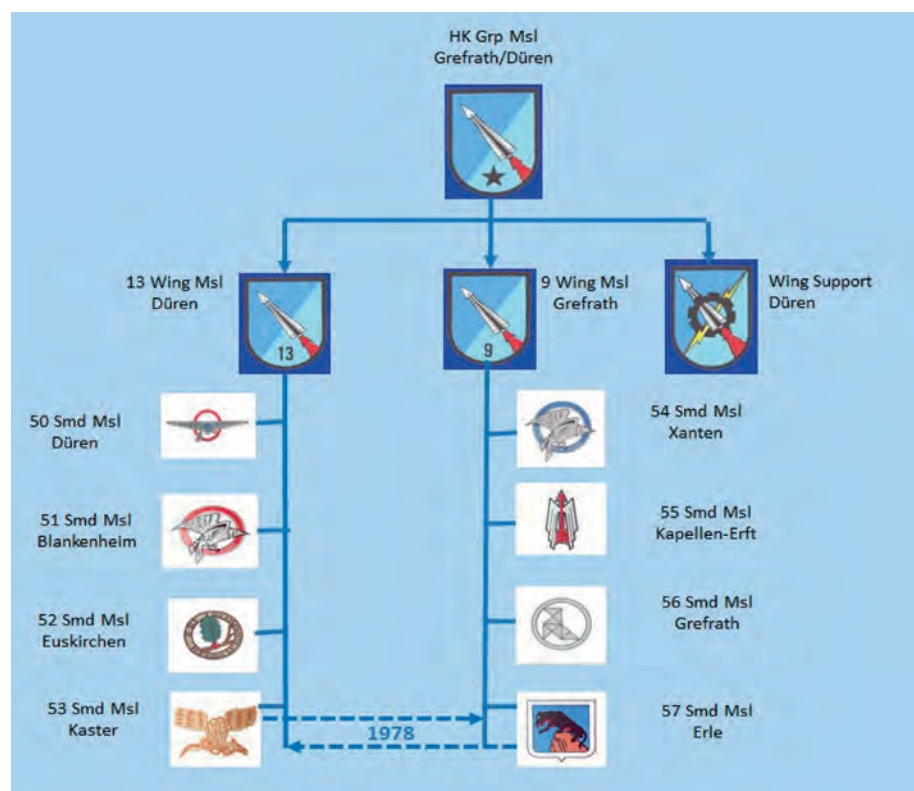 HK Grp Msl
Grefrath/Düren
13 Wing Msl
Düren
13
9 Wing Msl
Grefrath
9
Wing Support
Düren
50 Smd Msl
Düren
54 Smd Msl
Xanten
51 Smd Msl
Blankenheim
55 Smd Msl
Kapellen-Erft
52 Smd Msl
Euskirchen
56 Smd Msl
Grefrath
53 Smd Msl
Kaster
1978
57 Smd Msl
Erle